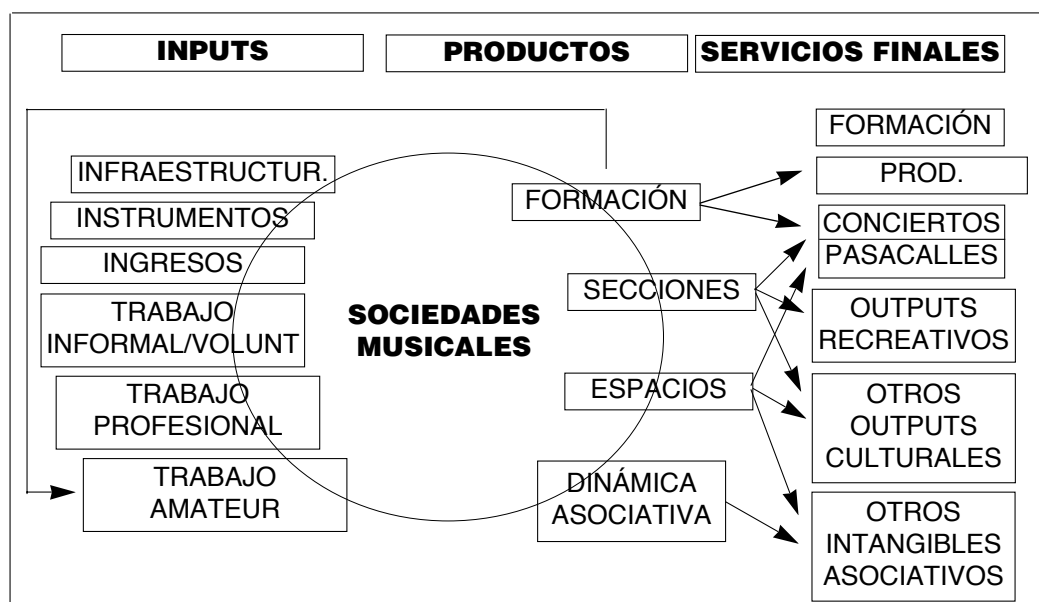 INPUTS
PRODUCTOS
SERVICIOS FINALES
INFRAESTRUCTUR.
INSTRUMENTOS
INGRESOS
TRABAJO
INFORMAL/VOLUNT
TRABAJO
PROFESIONAL
TRABAJO
AMATEUR
SOCIEDADES
MUSICALES
FORMACIÓN
SECCIONES
ESPACIOS
DINÁMICA
ASOCIATIVA
FORMACIÓN
PROD.
CONCIERTOS
PASACALLES
OUTPUTS
RECREATIVOS
OTROS
OUTPUTS
CULTURALES
OTROS
INTANGIBLES
ASOCIATIVOS